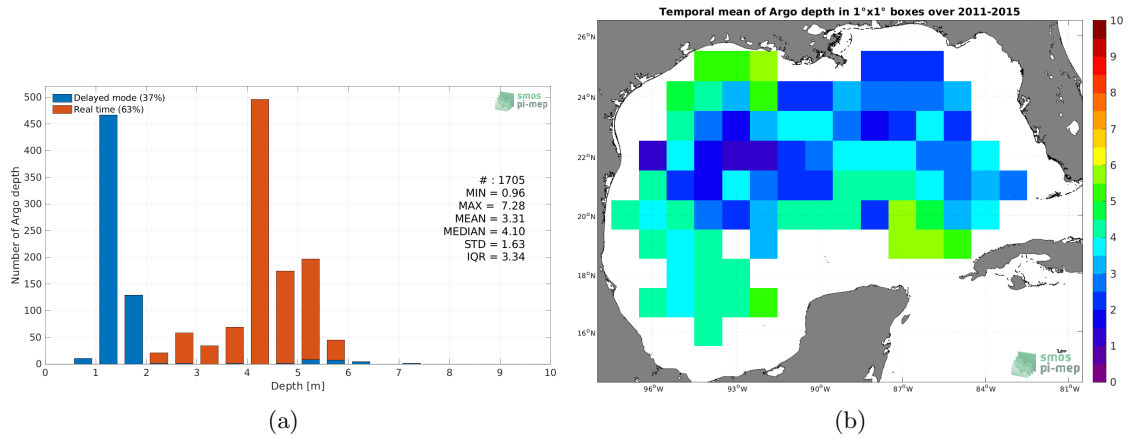 Delayed mode (37%)
Real time (63%)
smos
pi-mep
Number of Argo depth
500
450
400
350
300
250
200
150
100
50
0
# : 1705
MIN = 0.96
MAX = 7.28
MEAN = 3.31
MEDIAN = 4.10
STD = 1.63
IQR = 3.34
0 1 2 3 4 5 6 7 8 9 10
Depth [m]
(a)
Temporal mean of Argo depth in 1°x1° boxes over 2011-2015
26°N
24°N
22°N
20°N
18°N
16°N
96°W 93°W 90°W 87°W 84°W 81°W
10
9
8
7
6
5
4
3
2
1
0
smos
pi-mep
(b)